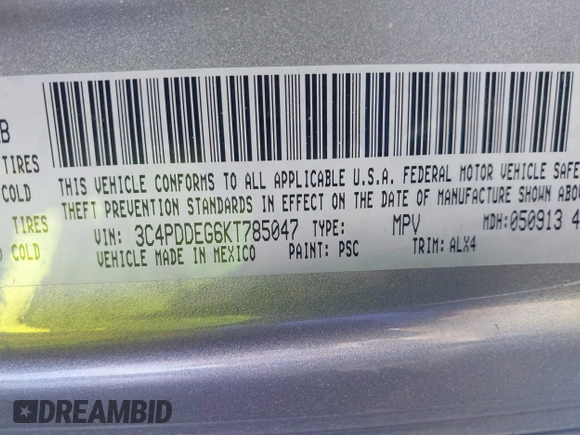 B
TIRES
COLD
TIRES
COLD
THIS VEHICLE CONFORMS TO ALL APPLICABLE U.S.A. FEDERAL MOTOR VEHICLE SAFE
THEFT PREVENTION STANDARDS IN EFFECT ON THE DATE OF MANUFACTURE SHOWN ABOV
VIN: 3C4PDDEG6KT785047 TYPE: MPV MDH:050913 4
VEHICLE MADE IN MEXICO PAINT: PSC TRIM: ALX4
DREAMBID